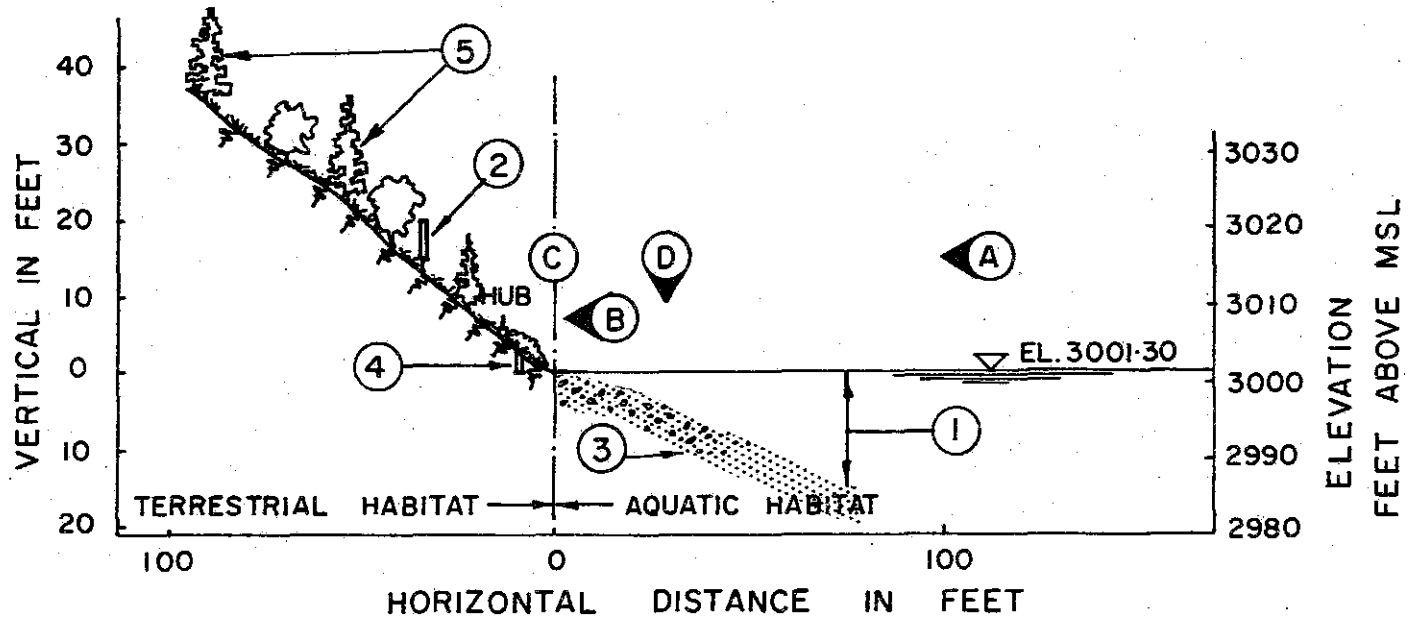 VERTICAL IN FEET
40
30
20
10
0
10
20
5
2
HUB
4
C
D
A
B
EL. 3001·30
3
1
TERRESTRIAL HABITAT
AQUATIC HABITAT
3030
3020
3010
3000
2990
2980
ELEVATION
FEET ABOVE MSL
100
0
100
HORIZONTAL DISTANCE IN FEET